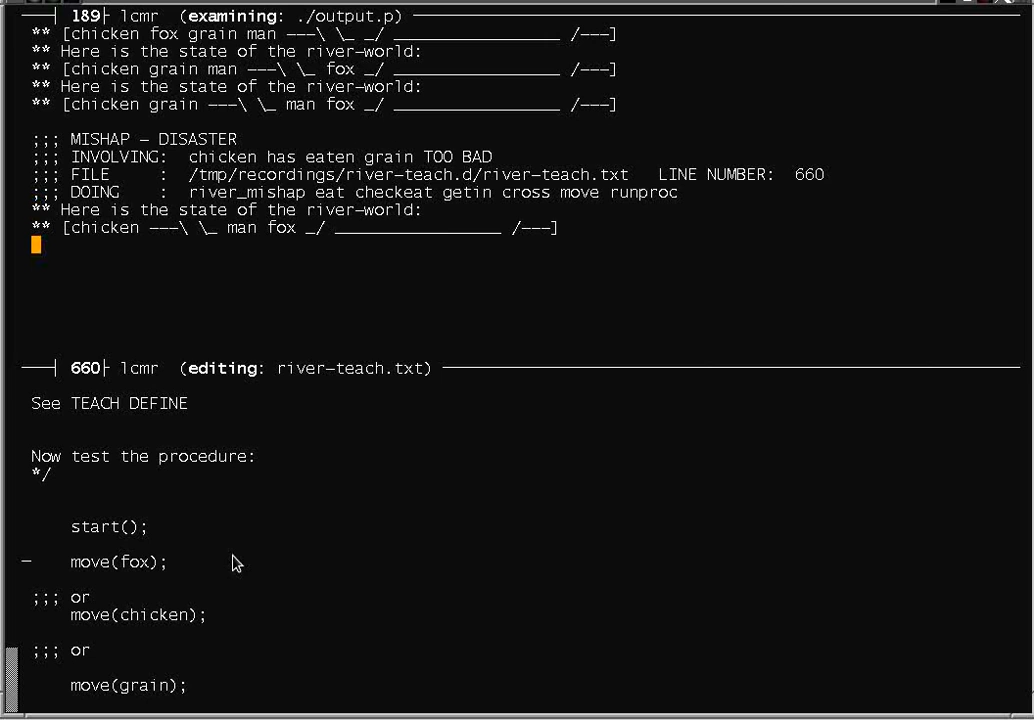 189 lcmr (examining: ./output.p)
** [chicken fox grain man ---\ \_ _/ _________________ /---]
** Here is the state of the river-world:
** [chicken grain man ---\ \_ fox _/ _________________ /---]
** Here is the state of the river-world:
** [chicken grain ---\ \_ man fox _/ _________________ /---]
;;; MISHAP - DISASTER
;;; INVOLVING: chicken has eaten grain TOO BAD
;;; FILE : /tmp/recordings/river-teach.d/river-teach.txt LINE NUMBER: 660
;;; DOING : river_mishap eat checkeat getin cross move runproc
** Here is the state of the river-world:
** [chicken ---\ \_ man fox _/ _________________ /---]
660 lcmr (editing: river-teach.txt)
See TEACH DEFINE
Now test the procedure:
*/
start();
- move(fox);
;;; or
move(chicken);
;;; or
move(grain);